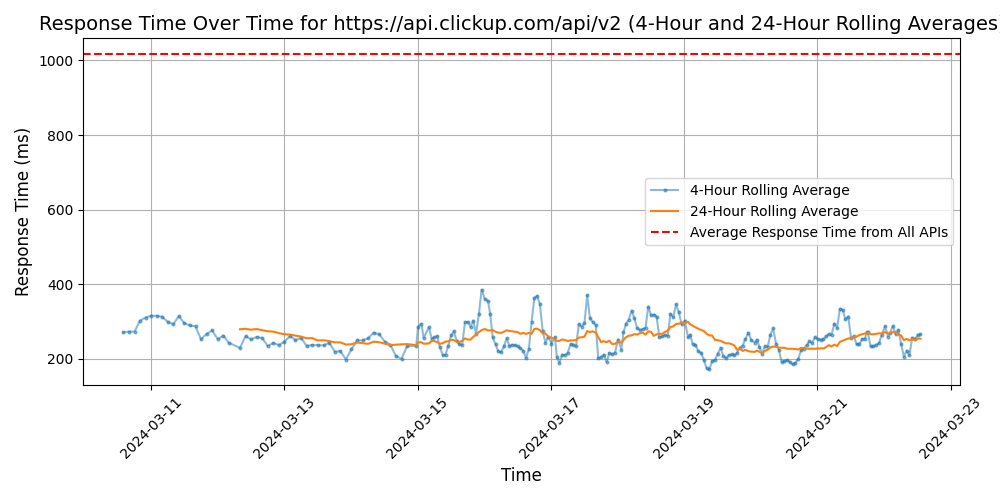 Response Time Over Time for https://api.clickup.com/api/v2 (4-Hour and 24-Hour Rolling Averages
Response Time (ms)
1000
800
600
400
200
4-Hour Rolling Average
24-Hour Rolling Average
Average Response Time from All APIs
2024-03-11
2024-03-13
2024-03-15
2024-03-17
2024-03-19
2024-03-21
2024-03-23
Time